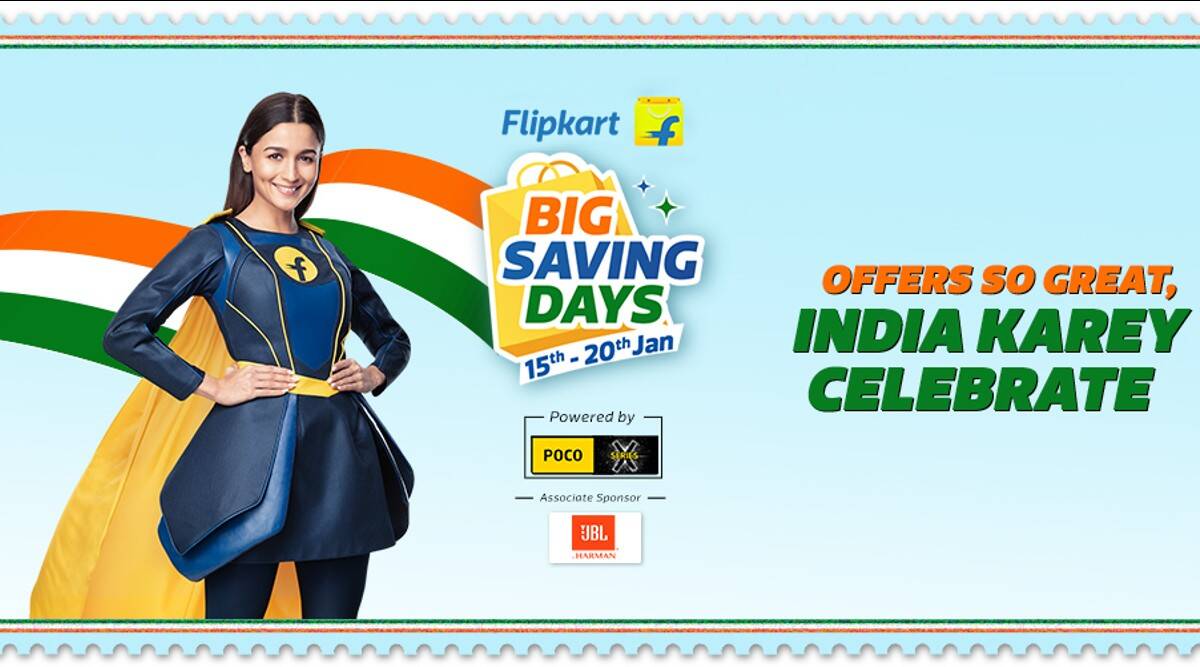 Flipkart
BIG
SAVING
DAYS
15th - 20th Jan
Powered by
POCO X SERIES
Associate Sponsor
JBL
HARMAN
OFFERS SO GREAT,
INDIA KAREY
CELEBRATE